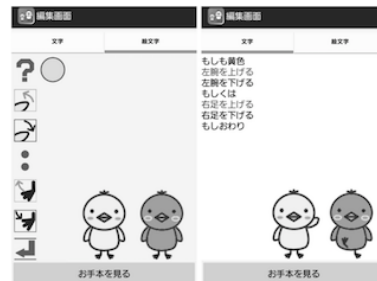 編集画面
文字 絵文字
?
お手本を見る
編集画面
文字 絵文字
もしも黄色
左腕を上げる
左腕を下げる
もしくは
右足を上げる
右足を下げる
もしおわり
お手本を見る